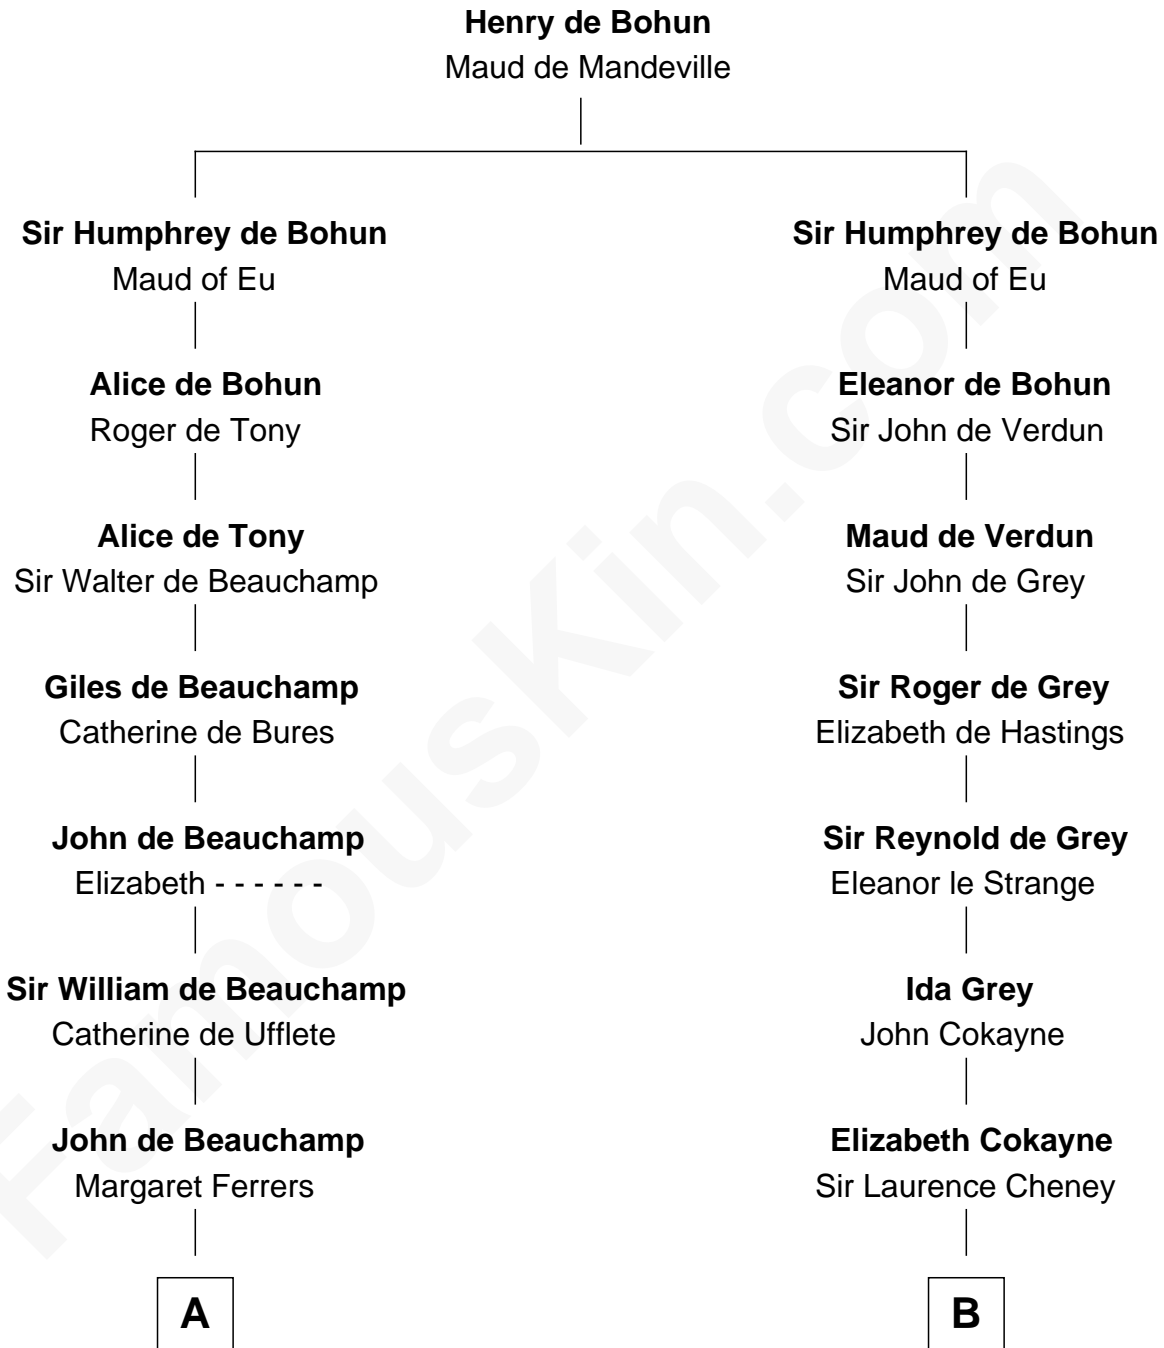 Henry de Bohun
Maud de Mandeville
Sir Humphrey de Bohun
Maud of Eu
Alice de Bohun
Roger de Tony
Alice de Tony
Sir Walter de Beauchamp
Giles de Beauchamp
Catherine de Bures
John de Beauchamp
Elizabeth - - - - - -
Sir William de Beauchamp
Catherine de Ufflete
John de Beauchamp
Margaret Ferrers
A
Sir Humphrey de Bohun
Maud of Eu
Eleanor de Bohun
Sir John de Verdun
Maud de Verdun
Sir John de Grey
Sir Roger de Grey
Elizabeth de Hastings
Sir Reynold de Grey
Eleanor le Strange
Ida Grey
John Cokayne
Elizabeth Cokayne
Sir Laurence Cheney
B
FamousKin.com